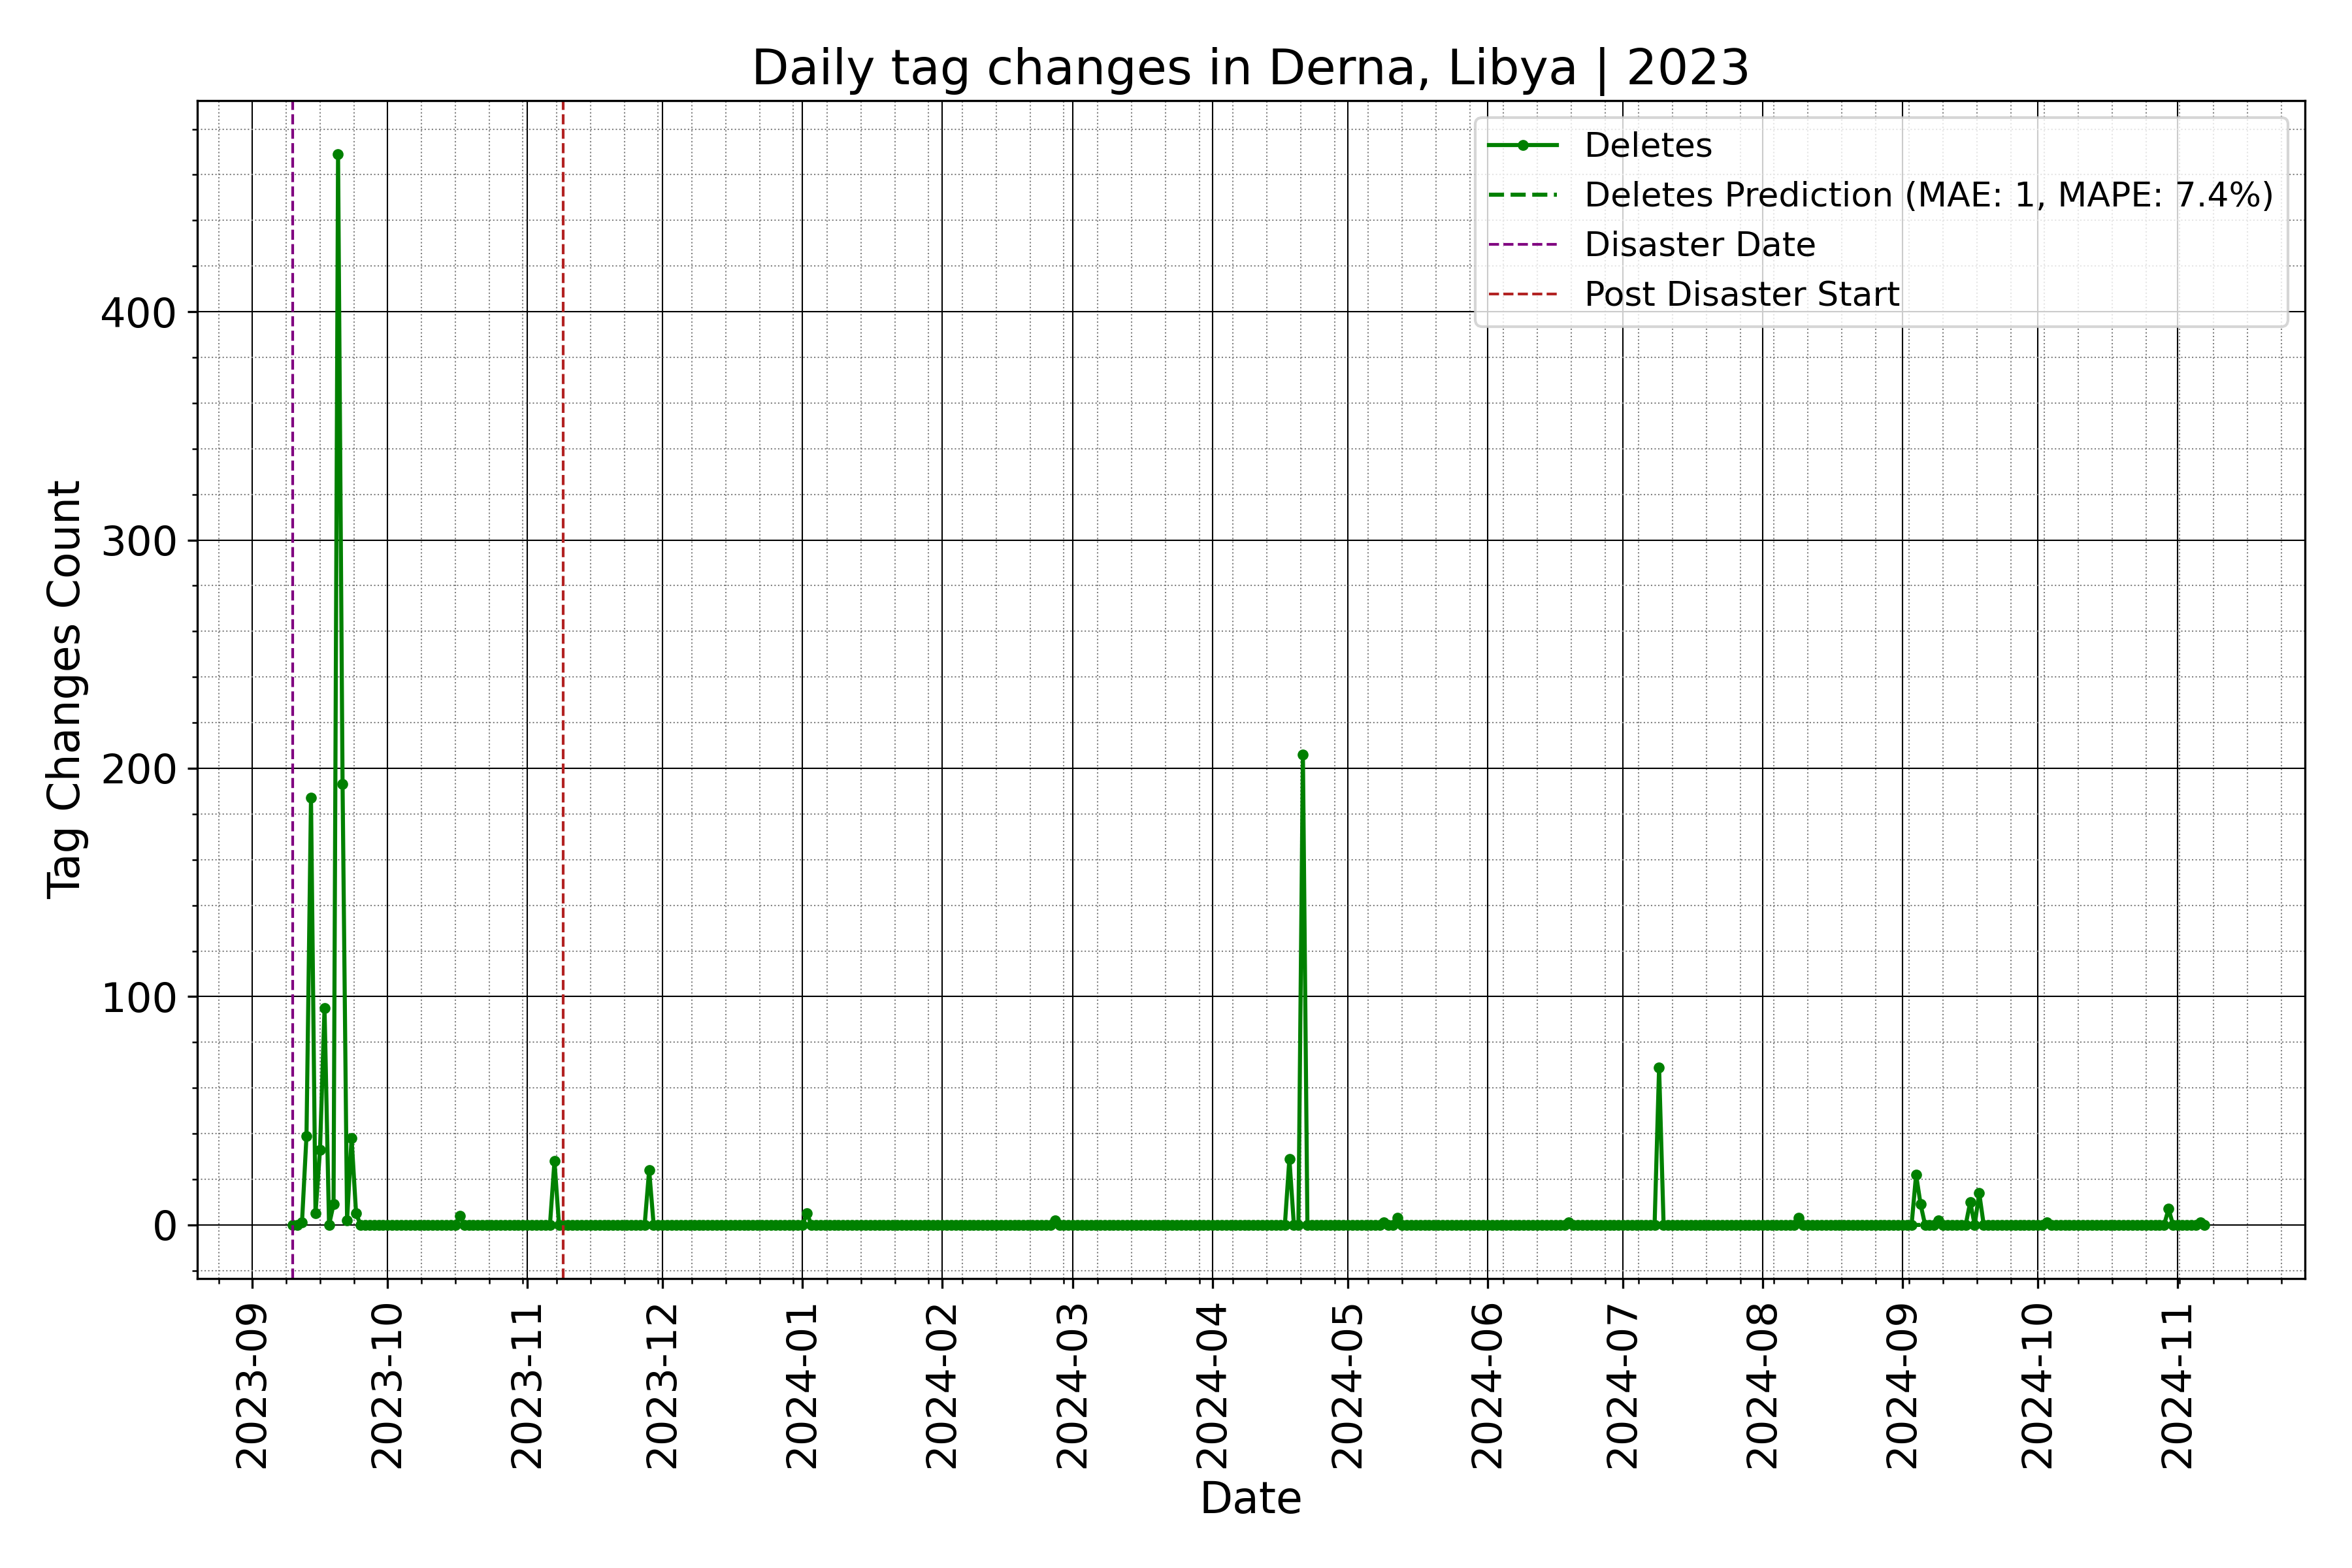 Daily tag changes in Derna, Libya | 2023
Deletes
Deletes Prediction (MAE: 1, MAPE: 7.4%)
Disaster Date
Post Disaster Start
Tag Changes Count
400
300
200
100
0
2023-09
2023-10
2023-11
2023-12
2024-01
2024-02
2024-03
2024-04
2024-05
2024-06
2024-07
2024-08
2024-09
2024-10
2024-11
Date